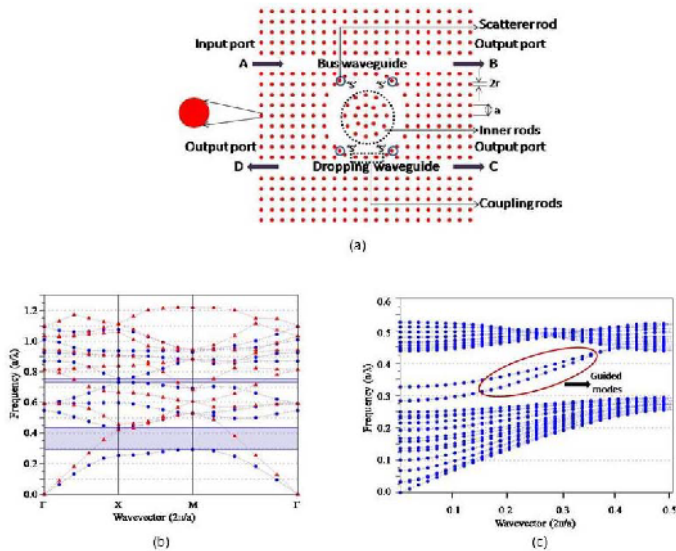 Scatterer rod
Input port
Output port
A
Bus waveguide
B
2r
a
Inner rods
Output port
Output port
D
Dropping waveguide
C
Coupling rods
(a)
1.2
1.0
0.8
0.6
0.4
0.2
0.0
Frequency (a/λ)
Γ
X
M
Γ
Wavevector (2π/a)
(b)
0.6
0.5
0.4
0.3
0.2
0.1
0.0
Frequency (a/λ)
Guided
modes
0.1
0.2
0.3
0.4
0.5
Wavevector (2π/a)
(c)